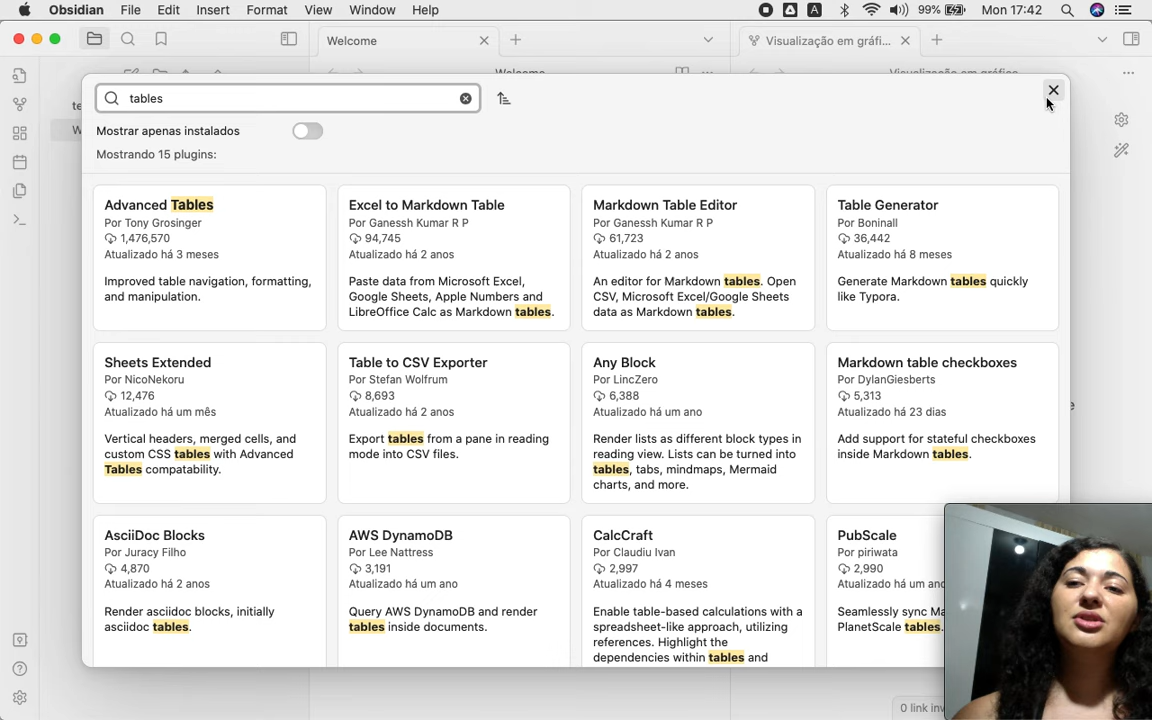 Obsidian File Edit Insert Format View Window Help
A 99% Mon 17:42
Welcome
Visualização em gráfi...
Welcome
tables
Mostrar apenas instalados
Mostrando 15 plugins:
Advanced Tables
Por Tony Grosinger
1,476,570
Atualizado há 3 meses
Improved table navigation, formatting,
and manipulation.
Excel to Markdown Table
Por Ganessh Kumar R P
94,745
Atualizado há 2 anos
Paste data from Microsoft Excel,
Google Sheets, Apple Numbers and
LibreOffice Calc as Markdown tables.
Markdown Table Editor
Por Ganessh Kumar R P
61,723
Atualizado há 2 anos
An editor for Markdown tables. Open
CSV, Microsoft Excel/Google Sheets
data as Markdown tables.
Table Generator
Por Boninall
36,442
Atualizado há 8 meses
Generate Markdown tables quickly
like Typora.
Sheets Extended
Por NicoNekoru
12,476
Atualizado há um mês
Vertical headers, merged cells, and
custom CSS tables with Advanced
Tables compatability.
Table to CSV Exporter
Por Stefan Wolfrum
8,693
Atualizado há 2 anos
Export tables from a pane in reading
mode into CSV files.
Any Block
Por LincZero
6,388
Atualizado há um ano
Render lists as different block types in
reading view. Lists can be turned into
tables, tabs, mindmaps, Mermaid
charts, and more.
Markdown table checkboxes
Por DylanGiesberts
5,313
Atualizado há 23 dias
Add support for stateful checkboxes
inside Markdown tables.
AsciiDoc Blocks
Por Juracy Filho
4,870
Atualizado há 2 anos
Render asciidoc blocks, initially
asciidoc tables.
AWS DynamoDB
Por Lee Nattress
3,191
Atualizado há um ano
Query AWS DynamoDB and render
tables inside documents.
CalcCraft
Por Claudiu Ivan
2,997
Atualizado há 4 meses
Enable table-based calculations with a
spreadsheet-like approach, utilizing
references. Highlight the
dependencies within tables and
PubScale
Por piriwata
2,990
Atualizado há um an
Seamlessly sync Ma
PlanetScale tables.
0 link inv